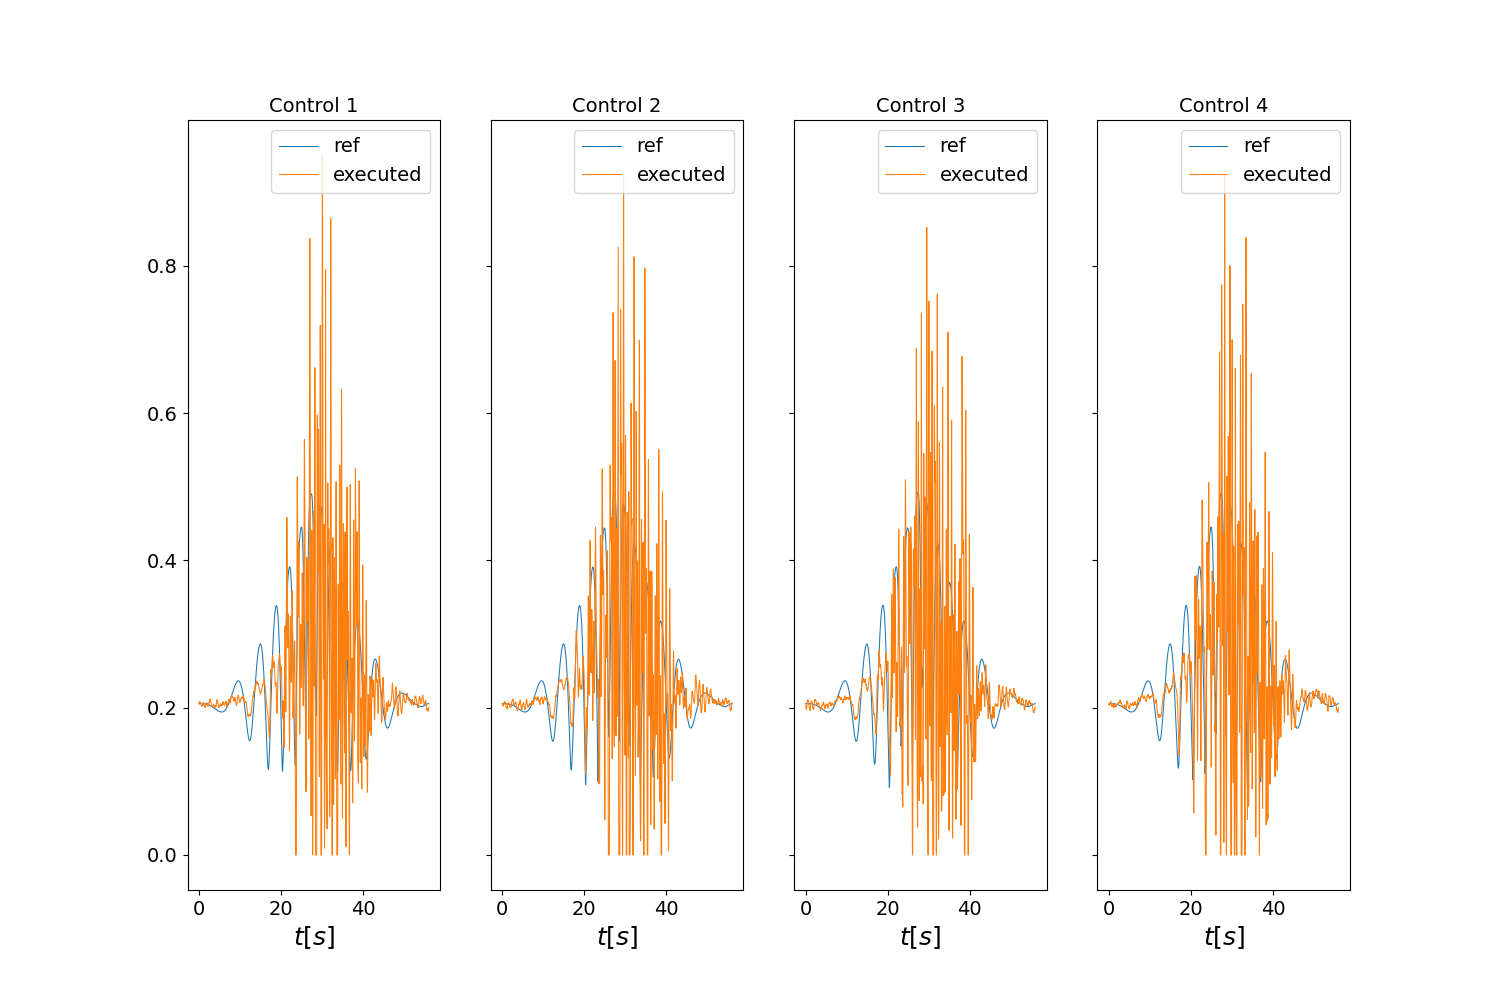 Control 1
Control 2
Control 3
Control 4
ref
executed
ref
executed
ref
executed
ref
executed
0.8
0.6
0.4
0.2
0.0
0 20 40
0 20 40
0 20 40
0 20 40
t[s]
t[s]
t[s]
t[s]